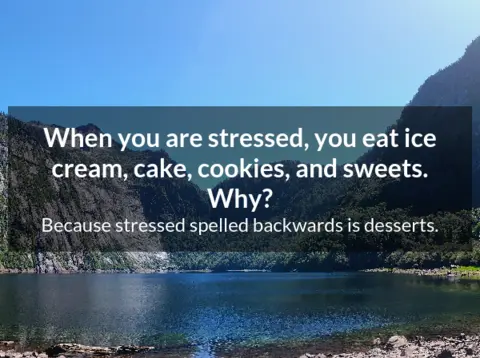 When you are stressed, you eat ice
cream, cake, cookies, and sweets.
Why?
Because stressed spelled backwards is desserts.